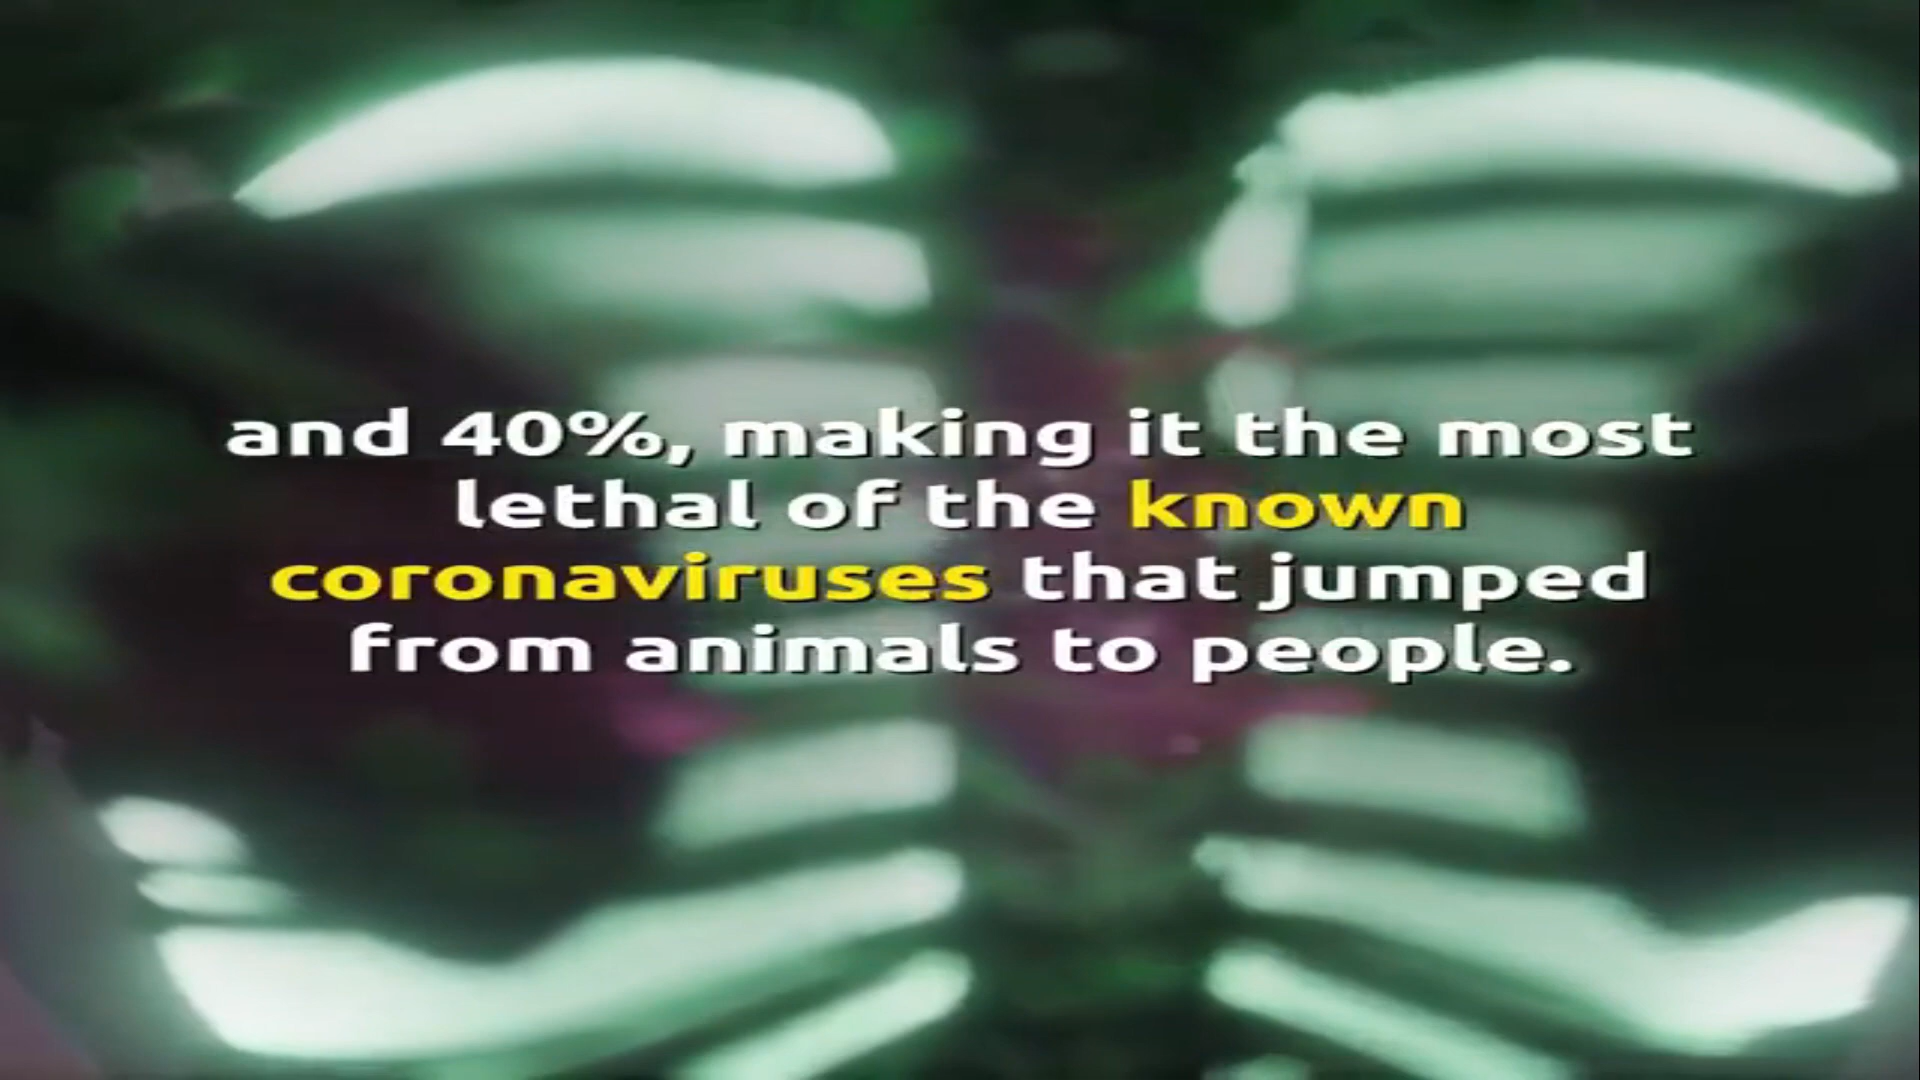 and 40%, making it the most
lethal of the known
coronaviruses that jumped
from animals to people.